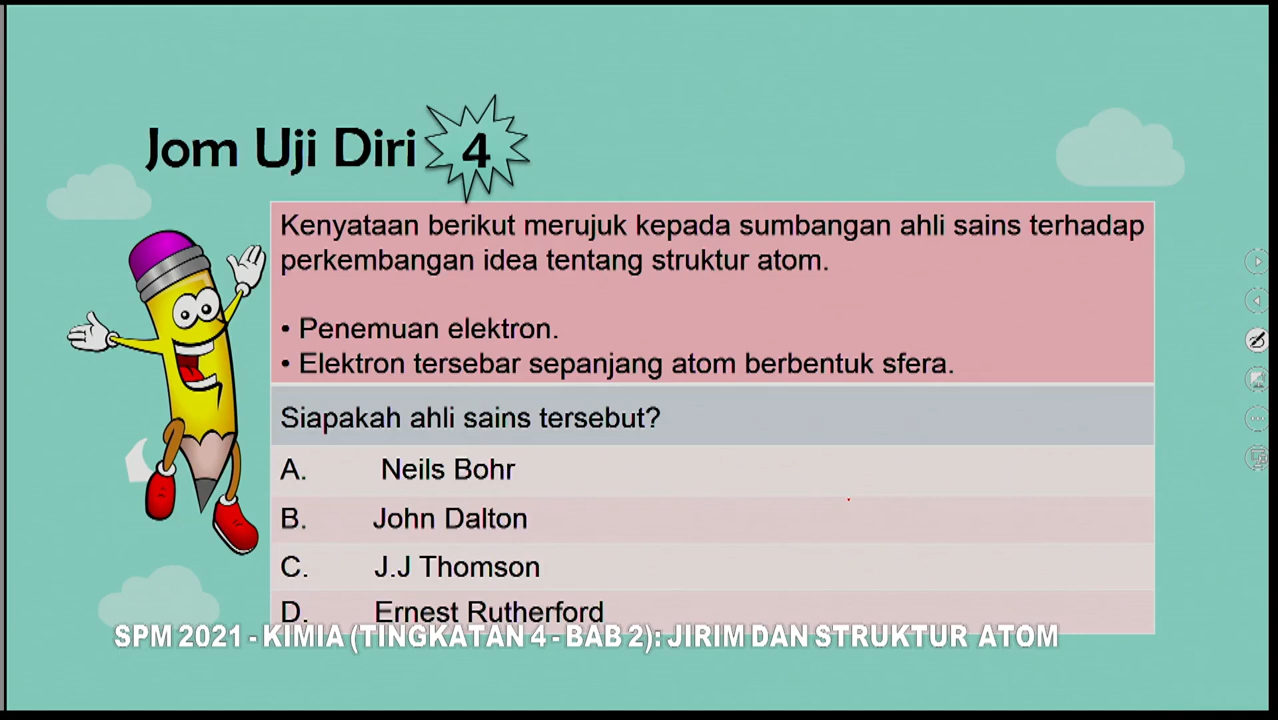 Jom Uji Diri 4
Kenyataan berikut merujuk kepada sumbangan ahli sains terhadap
perkembangan idea tentang struktur atom.
• Penemuan elektron.
• Elektron tersebar sepanjang atom berbentuk sfera.
Siapakah ahli sains tersebut?
A. Neils Bohr
B. John Dalton
C. J.J Thomson
D. Ernest Rutherford
SPM 2021 - KIMIA (TINGKATAN 4 - BAB 2): JIRIM DAN STRUKTUR ATOM